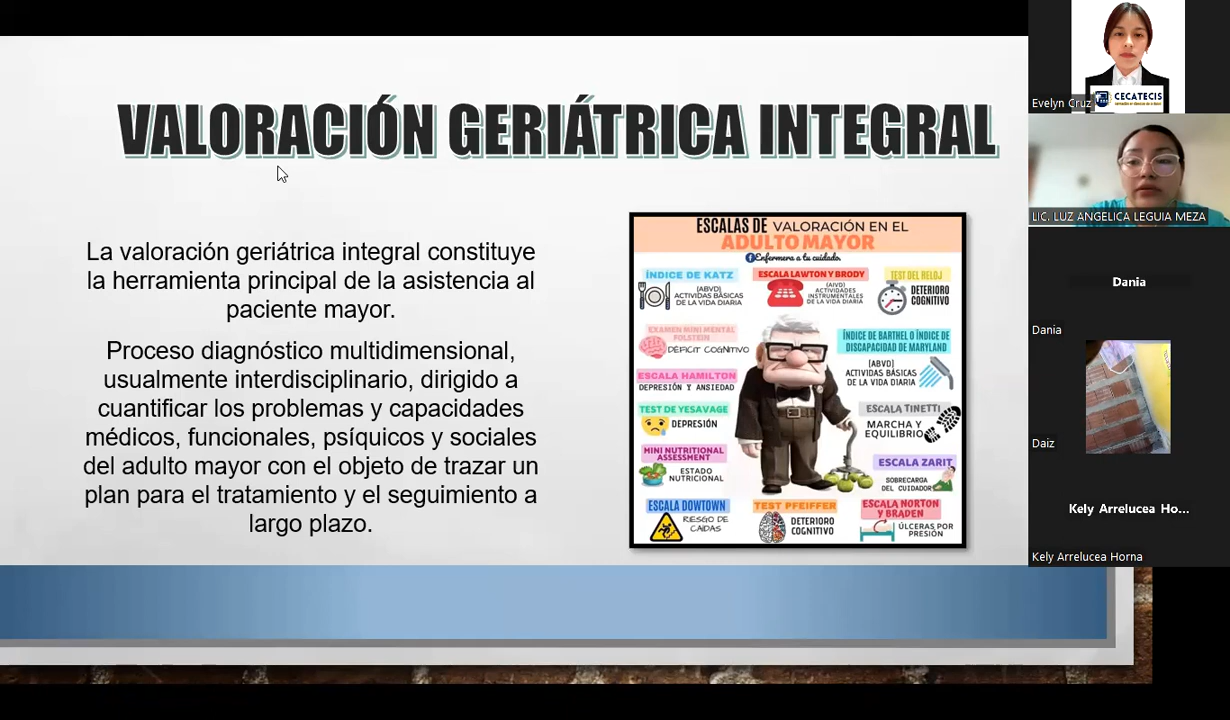 VALORACIÓN GERIÁTRICA INTEGRAL
La valoración geriátrica integral constituye
la herramienta principal de la asistencia al
paciente mayor.
Proceso diagnóstico multidimensional,
usualmente interdisciplinario, dirigido a
cuantificar los problemas y capacidades
médicos, funcionales, psíquicos y sociales
del adulto mayor con el objeto de trazar un
plan para el tratamiento y el seguimiento a
largo plazo.
ESCALAS DE VALORACIÓN EN EL
ADULTO MAYOR
Enfermera a tu cuidado.
ÍNDICE DE KATZ
(ABVD)
ACTIVIDADES BÁSICAS
DE LA VIDA DIARIA
ESCALA LAWTON Y BRODY
(AIVD)
ACTIVIDADES
INSTRUMENTALES
DE LA VIDA DIARIA
TEST DEL RELOJ
DETERIORO
COGNITIVO
EXAMEN MINI MENTAL
FOLSTEIN
DÉFICIT COGNITIVO
ÍNDICE DE BARTHEL O ÍNDICE DE
DISCAPACIDAD DE MARYLAND
(ABVD)
ACTIVIDADES BÁSICAS
DE LA VIDA DIARIA
ESCALA HAMILTON
DEPRESIÓN Y ANSIEDAD
TEST DE YESAVAGE
DEPRESIÓN
ESCALA TINETTI
MARCHA Y
EQUILIBRIO
MINI NUTRITIONAL
ASSESSMENT
ESTADO
NUTRICIONAL
ESCALA ZARIT
SOBRECARGA
DEL CUIDADOR
ESCALA DOWTOWN
RIESGO DE
CAÍDAS
TEST PFEIFFER
DETERIORO
COGNITIVO
ESCALA NORTON
Y BRADEN
ÚLCERAS POR
PRESIÓN
CECATECIS
Evelyn Cruz
LIC. LUZ ANGELICA LEGUIA MEZA
Dania
Dania
Daiz
Kely Arrelucea Ho...
Kely Arrelucea Horna